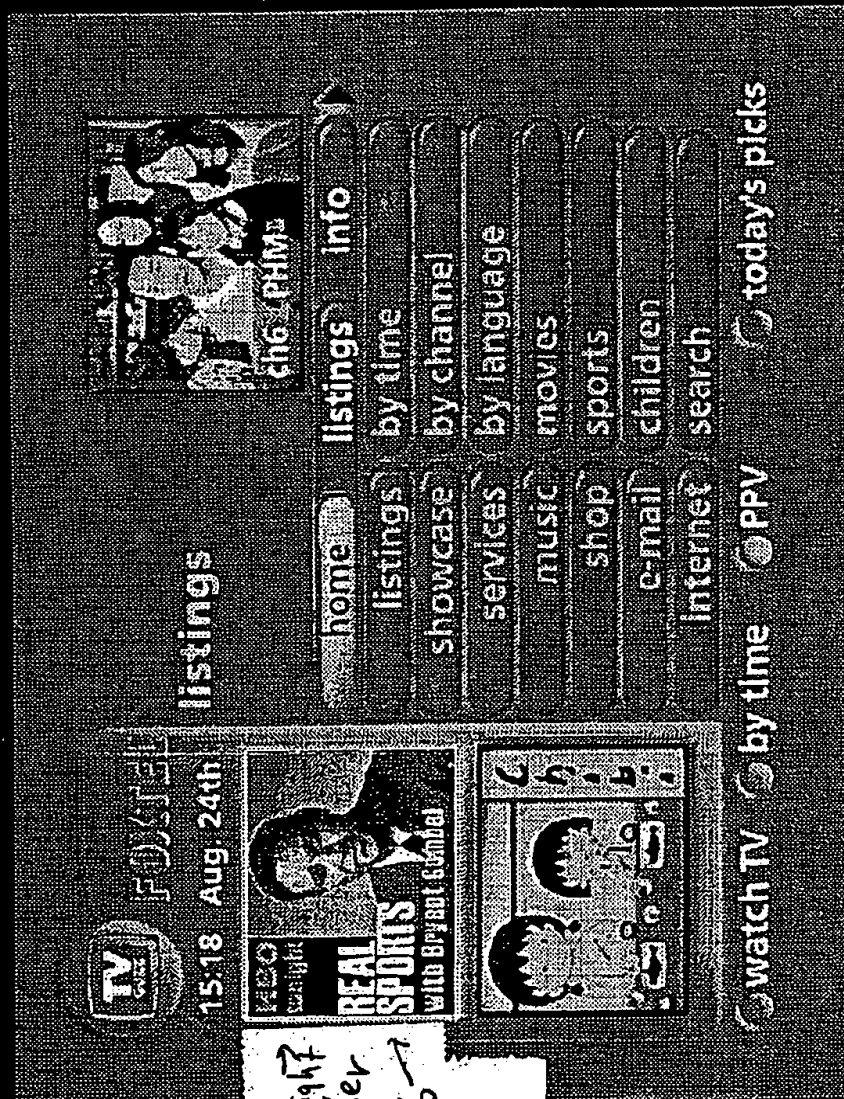 TV
GUIDE
FOXTEL
15:18 Aug. 24th
listings
ch6 /PHM
HBO
tonight
REAL
SPORTS
With Bryant Gumbel
home listings info
listings by time
showcase by channel
services by language
music movies
shop sports
e-mail children
Internet search
watch TV by time PPV today's picks